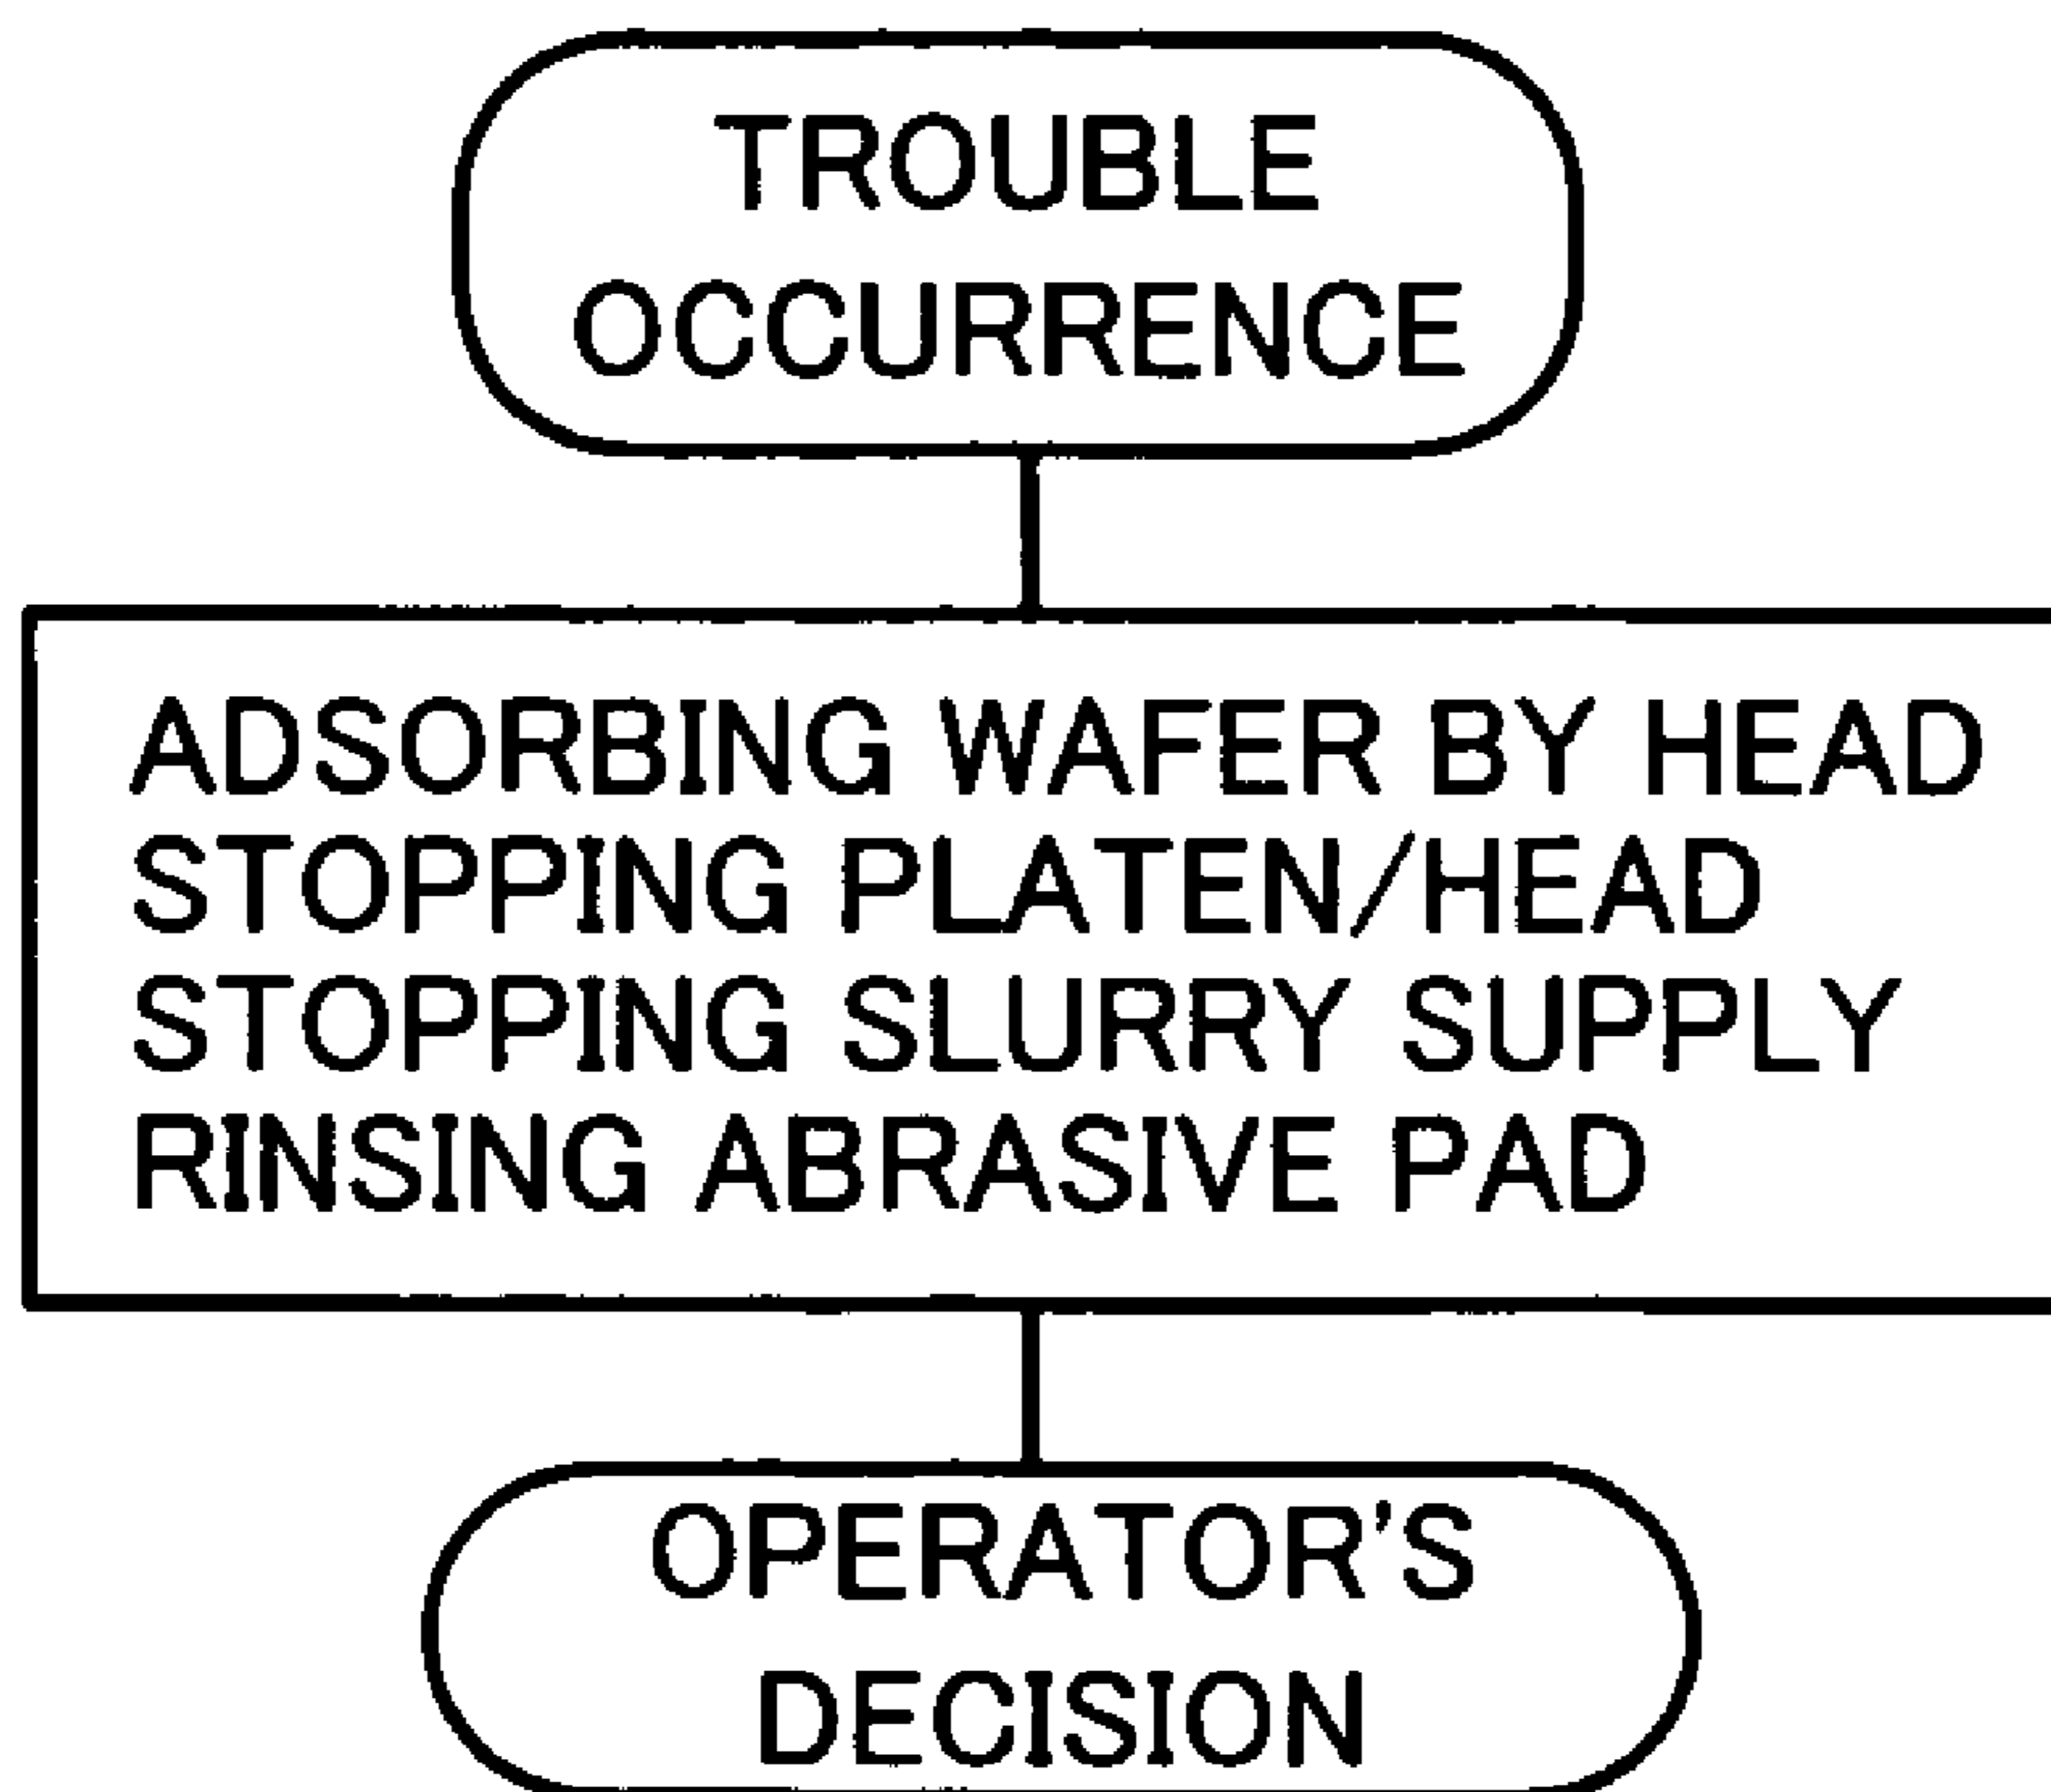 TROUBLE
OCCURRENCE
ADSORBING WAFER BY HEAD
STOPPING PLATEN/HEAD
STOPPING SLURRY SUPPLY
RINSING ABRASIVE PAD
OPERATOR'S
DECISION